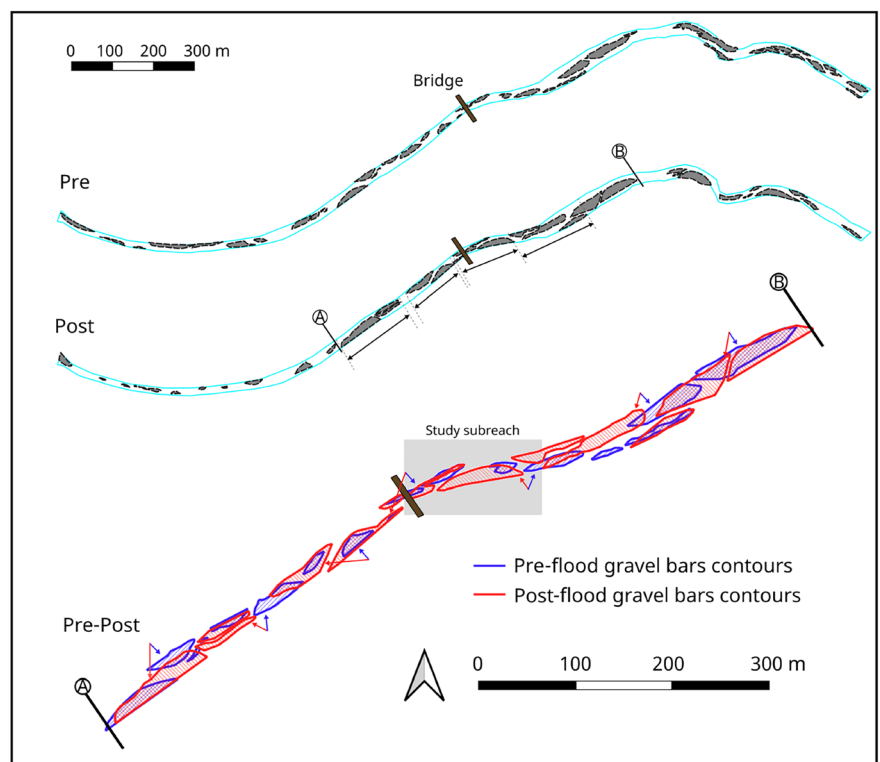 0 100 200 300 m
Bridge
Pre
B
Post
A
B
Study subreach
Pre-flood gravel bars contours
Post-flood gravel bars contours
Pre-Post
0 100 200 300 m
A